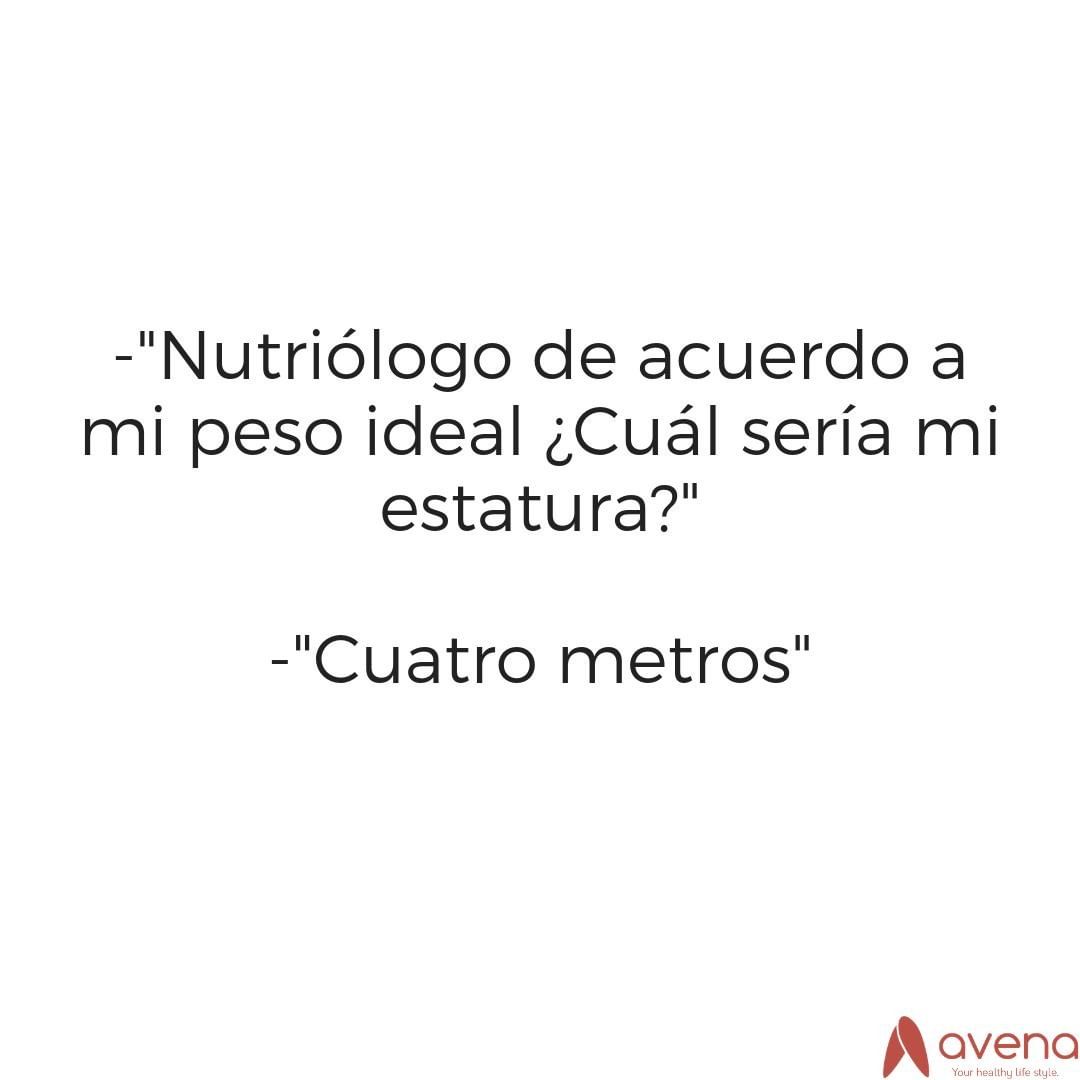 -"Nutriólogo de acuerdo a
mi peso ideal ¿Cuál sería mi
estatura?"
-"Cuatro metros"
avena
Your healthy life style.